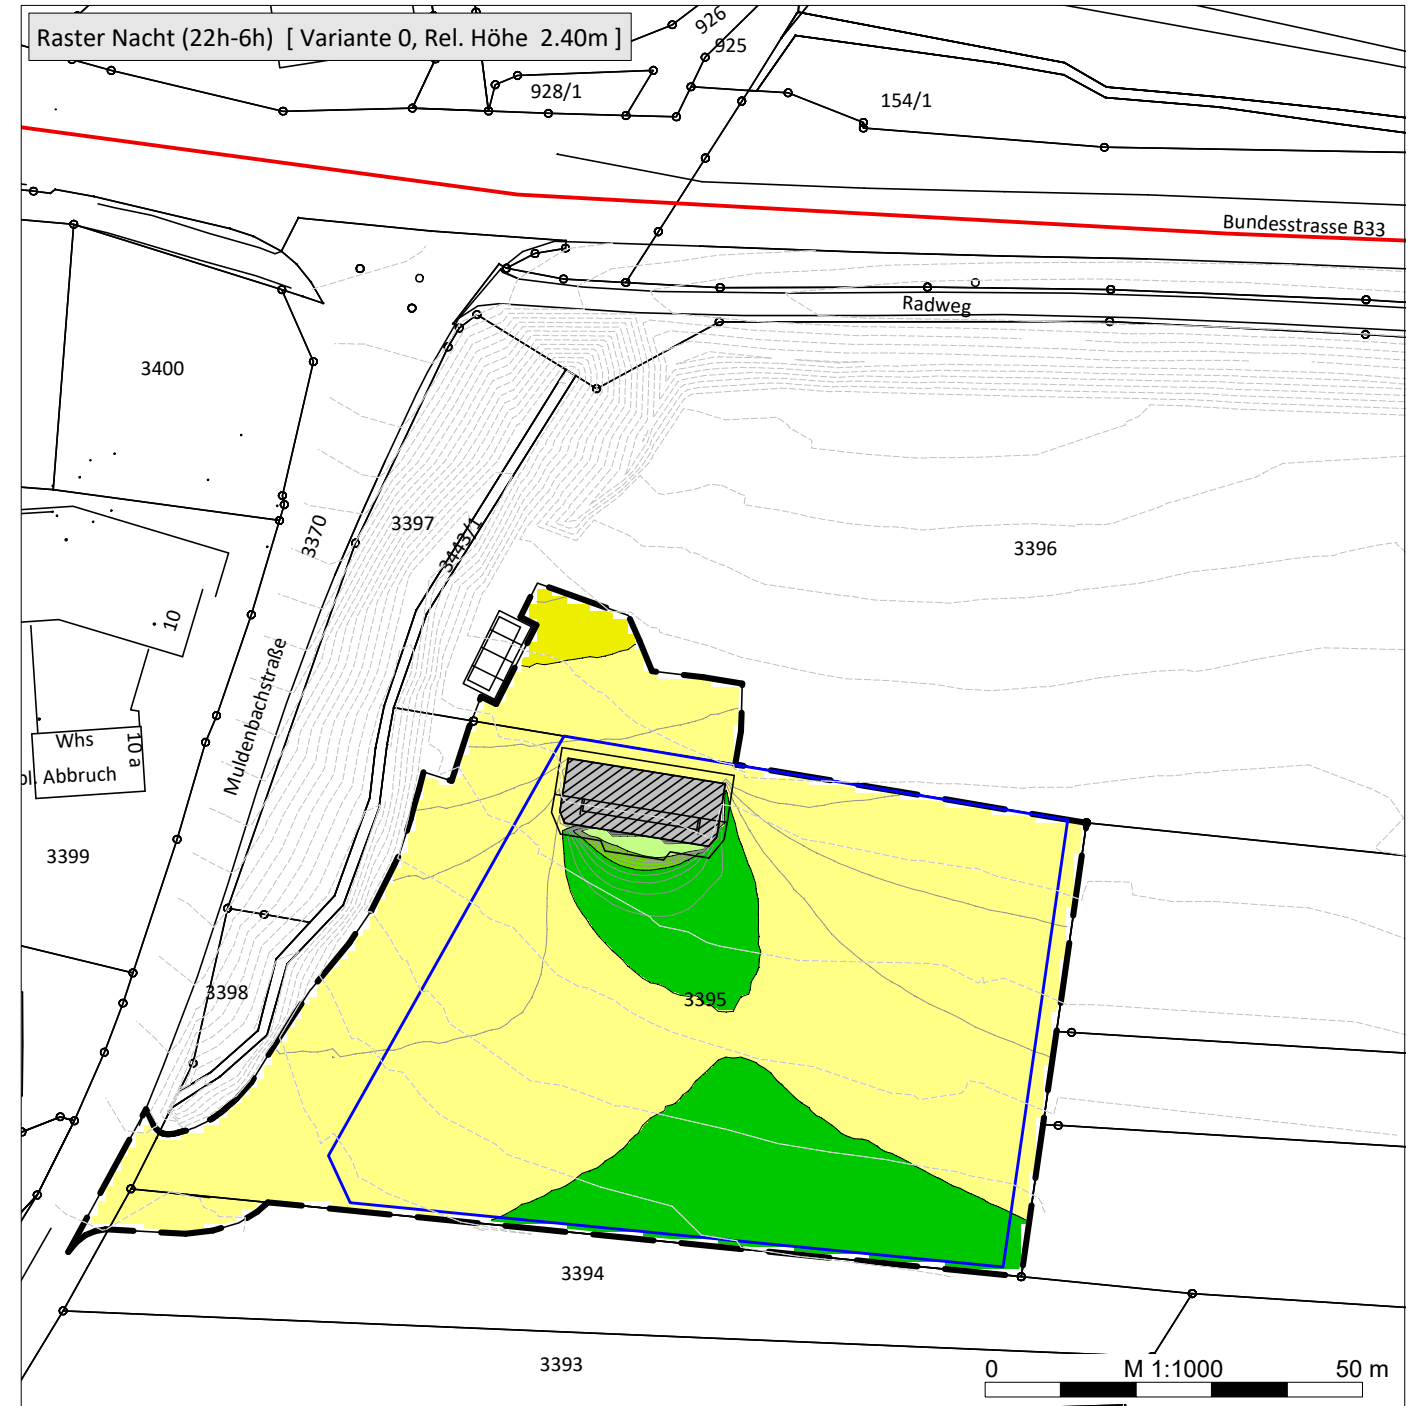 Raster Nacht (22h-6h) [ Variante 0, Rel. Höhe 2.40m ]
926
925
928/1
154/1
Bundesstrasse B33
Radweg
3400
3397
3370
3443/1
3396
10
Muldenbachstraße
Whs
10 a
Abbruch
3399
3398
3395
3394
3393
0 M 1:1000 50 m